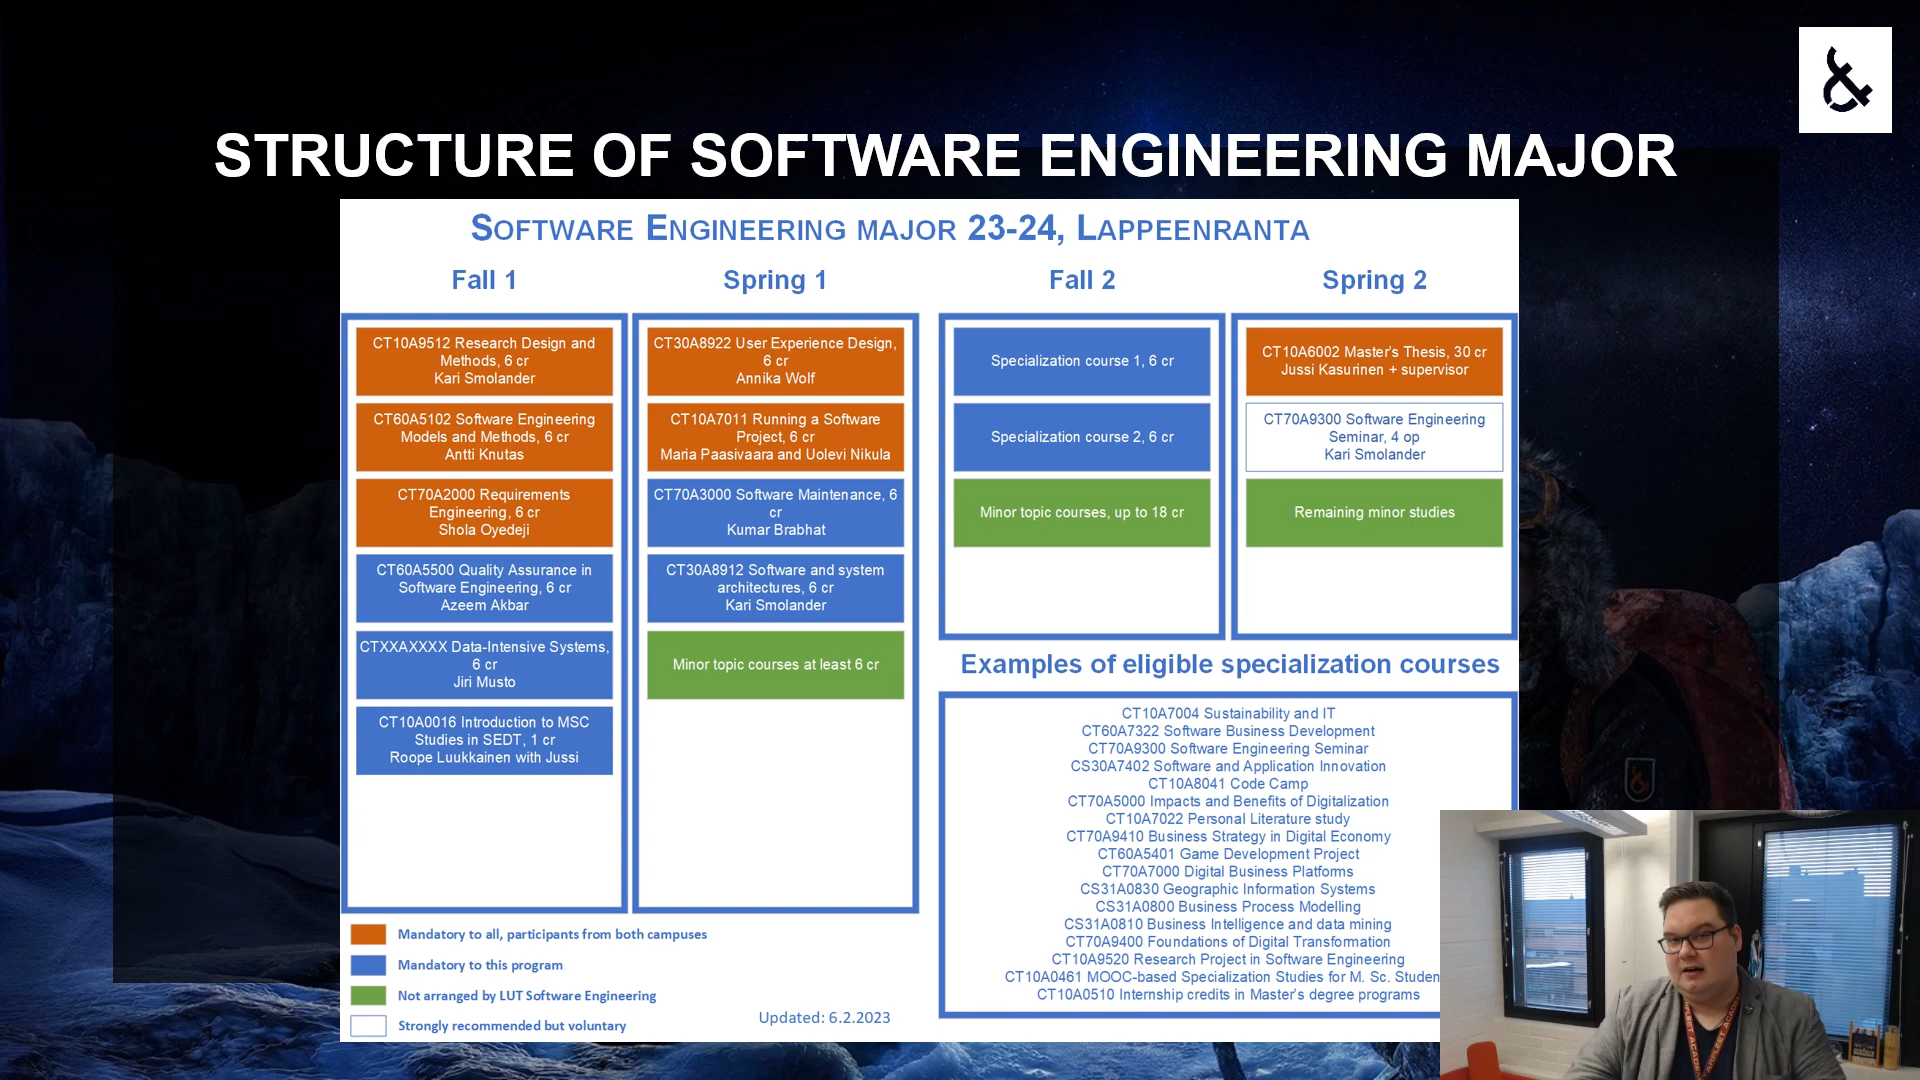 &
STRUCTURE OF SOFTWARE ENGINEERING MAJOR
SOFTWARE ENGINEERING MAJOR 23-24, LAPPEENRANTA
Fall 1
CT10A9512 Research Design and
Methods, 6 cr
Kari Smolander
CT60A5102 Software Engineering
Models and Methods, 6 cr
Antti Knutas
CT70A2000 Requirements
Engineering, 6 cr
Shola Oyedeji
CT60A5500 Quality Assurance in
Software Engineering, 6 cr
Azeem Akbar
CTXXAXXXX Data-Intensive Systems,
6 cr
Jiri Musto
CT10A0016 Introduction to MSC
Studies in SEDT, 1 cr
Roope Luukkainen with Jussi
Spring 1
CT30A8922 User Experience Design,
6 cr
Annika Wolf
CT10A7011 Running a Software
Project, 6 cr
Maria Paasivaara and Uolevi Nikula
CT70A3000 Software Maintenance, 6
cr
Kumar Brabhat
CT30A8912 Software and system
architectures, 6 cr
Kari Smolander
Minor topic courses at least 6 cr
Fall 2
Specialization course 1, 6 cr
Specialization course 2, 6 cr
Minor topic courses, up to 18 cr
Spring 2
CT10A6002 Master's Thesis, 30 cr
Jussi Kasurinen + supervisor
CT70A9300 Software Engineering
Seminar, 4 op
Kari Smolander
Remaining minor studies
Examples of eligible specialization courses
CT10A7004 Sustainability and IT
CT60A7322 Software Business Development
CT70A9300 Software Engineering Seminar
CS30A7402 Software and Application Innovation
CT10A8041 Code Camp
CT70A5000 Impacts and Benefits of Digitalization
CT10A7022 Personal Literature study
CT70A9410 Business Strategy in Digital Economy
CT60A5401 Game Development Project
CT70A7000 Digital Business Platforms
CS31A0830 Geographic Information Systems
CS31A0800 Business Process Modelling
CS31A0810 Business Intelligence and data mining
CT70A9400 Foundations of Digital Transformation
CT10A9520 Research Project in Software Engineering
CT10A0461 MOOC-based Specialization Studies for M. Sc. Studen
CT10A0510 Internship credits in Master's degree programs
Mandatory to all, participants from both campuses
Mandatory to this program
Not arranged by LUT Software Engineering
Strongly recommended but voluntary
Updated: 6.2.2023